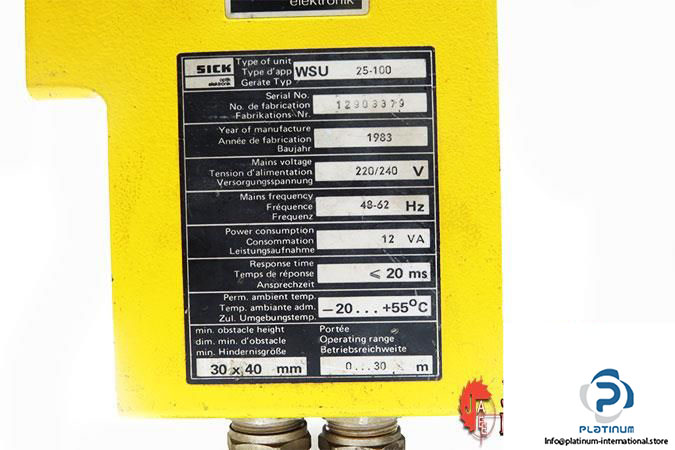 elektronik
SICK
optik
elektronik
Type of unit
Type d'app
Geräte Typ
WSU 25-100
Serial No.
No. de fabrication
Fabrikations-Nr.
12903379
Year of manufacture
Année de fabrication
Baujahr
1983
Mains voltage
Tension d'alimentation
Versorgungsspannung
220/240 V
Mains frequency
Fréquence
Frequenz
48-62 Hz
Power consumption
Consommation
Leistungsaufnahme
12 VA
Response time
Temps de réponse
Ansprechzeit
⩽ 20 ms
Perm. ambient temp.
Temp. ambiante adm.
Zul. Umgebungstemp.
−20...+55°C
min. obstacle height
dim. min. d'obstacle
min. Hindernisgröße
30 x 40 mm
Portée
Operating range
Betriebsreichweite
0...30 m
PLATINUM
info@platinum-international.store